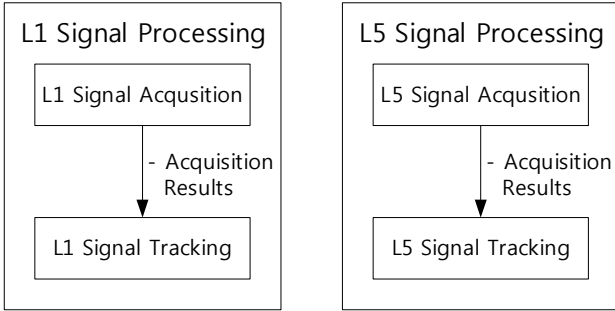 L1 Signal Processing
L1 Signal Acqusition
- Acquisition
Results
L1 Signal Tracking
L5 Signal Processing
L5 Signal Acqusition
- Acquisition
Results
L5 Signal Tracking